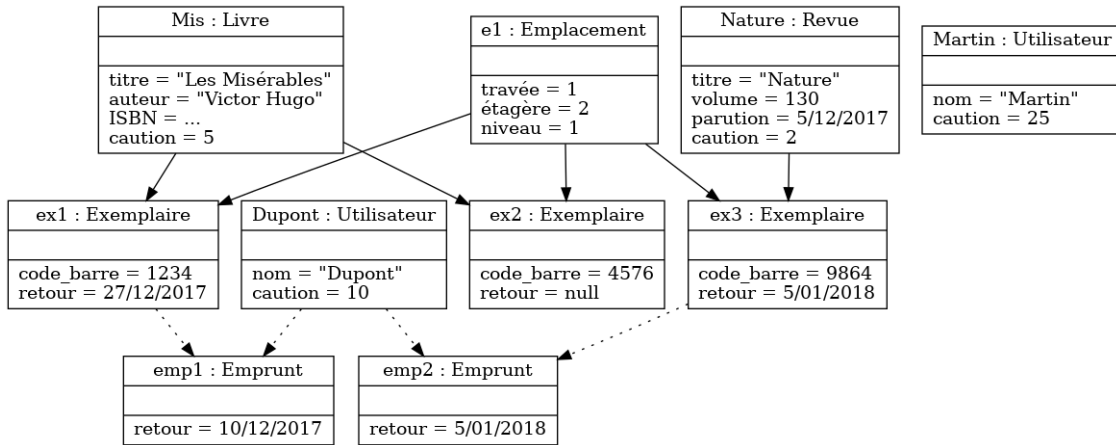 Mis : Livre
titre = "Les Misérables"
auteur = "Victor Hugo"
ISBN = ...
caution = 5
e1 : Emplacement
travée = 1
étagère = 2
niveau = 1
Nature : Revue
titre = "Nature"
volume = 130
parution = 5/12/2017
caution = 2
Martin : Utilisateur
nom = "Martin"
caution = 25
ex1 : Exemplaire
code_barre = 1234
retour = 27/12/2017
Dupont : Utilisateur
nom = "Dupont"
caution = 10
ex2 : Exemplaire
code_barre = 4576
retour = null
ex3 : Exemplaire
code_barre = 9864
retour = 5/01/2018
emp1 : Emprunt
retour = 10/12/2017
emp2 : Emprunt
retour = 5/01/2018